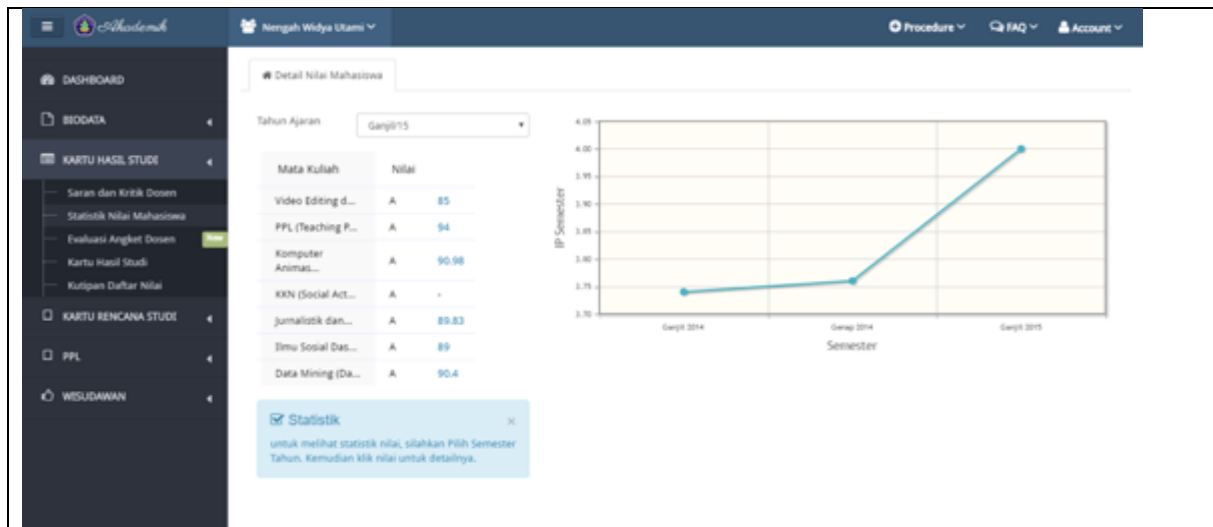 Akademik
Nengah Widya Utami
Procedure
FAQ
Account
DASHBOARD
BIODATA
KARTU HASIL STUDI
Saran dan Kritik Dosen
Statistik Nilai Mahasiswa
Evaluasi Angket Dosen
New
Kartu Hasil Studi
Kutipan Daftar Nilai
KARTU RENCANA STUDI
PPL
WISUDAWAN
Detail Nilai Mahasiswa
Tahun Ajaran
Ganjil/15
Mata Kuliah Nilai
Video Editing d... A 85
PPL (Teaching P... A 94
Komputer
Animas... A 90.98
KKN (Social Act... A -
Jurnalistik dan... A 89.83
Ilmu Sosial Das... A 89
Data Mining (Da... A 90.4
Statistik ×
untuk melihat statistik nilai, silahkan Pilih Semester
Tahun. Kemudian klik nilai untuk detailnya.
4.05
4.00
3.95
3.90
3.85
3.80
3.75
3.70
IP Semester
Ganjil 2014
Genap 2014
Ganjil 2015
Semester